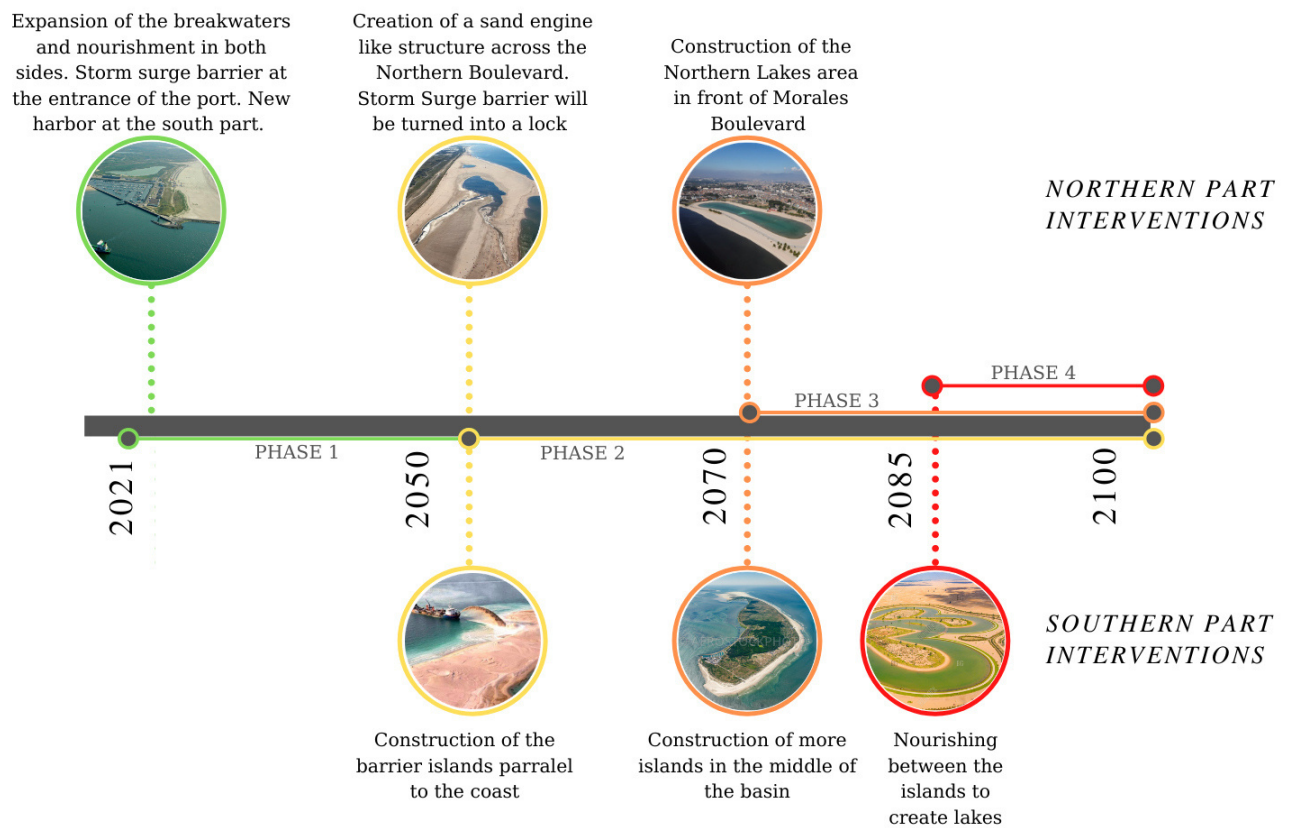 Expansion of the breakwaters
and nourishment in both
sides. Storm surge barrier at
the entrance of the port. New
harbor at the south part.
Creation of a sand engine
like structure across the
Northern Boulevard.
Storm Surge barrier will
be turned into a lock
Construction of the
Northern Lakes area
in front of Morales
Boulevard
NORTHERN PART
INTERVENTIONS
PHASE 4
PHASE 3
PHASE 1
PHASE 2
2021
2050
2070
2085
2100
SOUTHERN PART
INTERVENTIONS
Construction of the
barrier islands parralel
to the coast
Construction of more
islands in the middle of
the basin
Nourishing
between the
islands to
create lakes